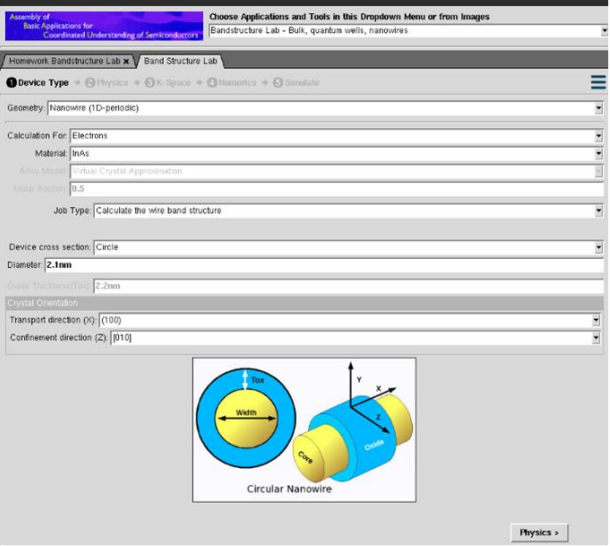 Assembly of
Basic Applications for
Coordinated Understanding of Semiconductors
Choose Applications and Tools in this Dropdown Menu or from Images
Bandstructure Lab - Bulk, quantum wells, nanowires
Homework Bandstructure Lab x Band Structure Lab
1 Device Type → 2 Physics → 3 K-Space → 4 Numerics → 5 Simulate
Geometry: Nanowire (1D-periodic)
Calculation For: Electrons
Material: InAs
Alloy Model: Virtual Crystal Approximation
Molar fraction: 0.5
Job Type: Calculate the wire band structure
Device cross section: Circle
Diameter: 2.1nm
Oxide Thickness(Tox): 2.2nm
Crystal Orientation
Transport direction (X): (100)
Confinement direction (Z): [010]
Tox
Width
Y
X
Z
Oxide
Core
Circular Nanowire
Physics >